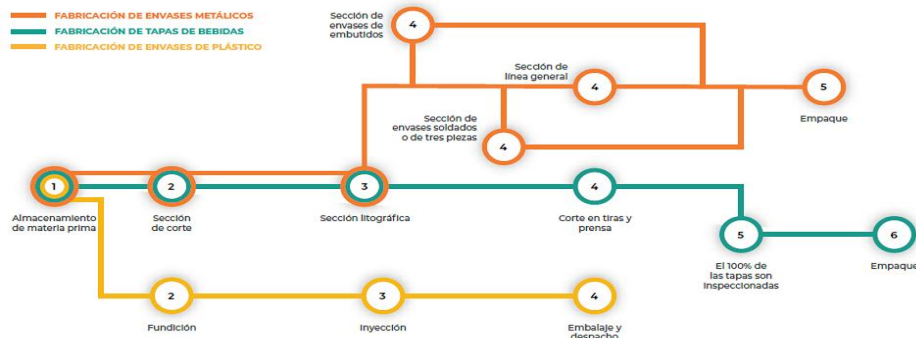 FABRICACIÓN DE ENVASES METÁLICOS
FABRICACIÓN DE TAPAS DE BEBIDAS
FABRICACIÓN DE ENVASES DE PLÁSTICO
Sección de
envases de
embutidos
4
Sección de
línea general
4
5
Empaque
Sección de
envases soldados
o de tres piezas
4
1
Almacenamiento
de materia prima
2
Sección
de corte
3
Sección litográfica
4
Corte en tiras y
prensa
5
El 100% de
las tapas son
Inspeccionadas
6
Empaque
2
Fundición
3
Inyección
4
Embalaje y
despacho